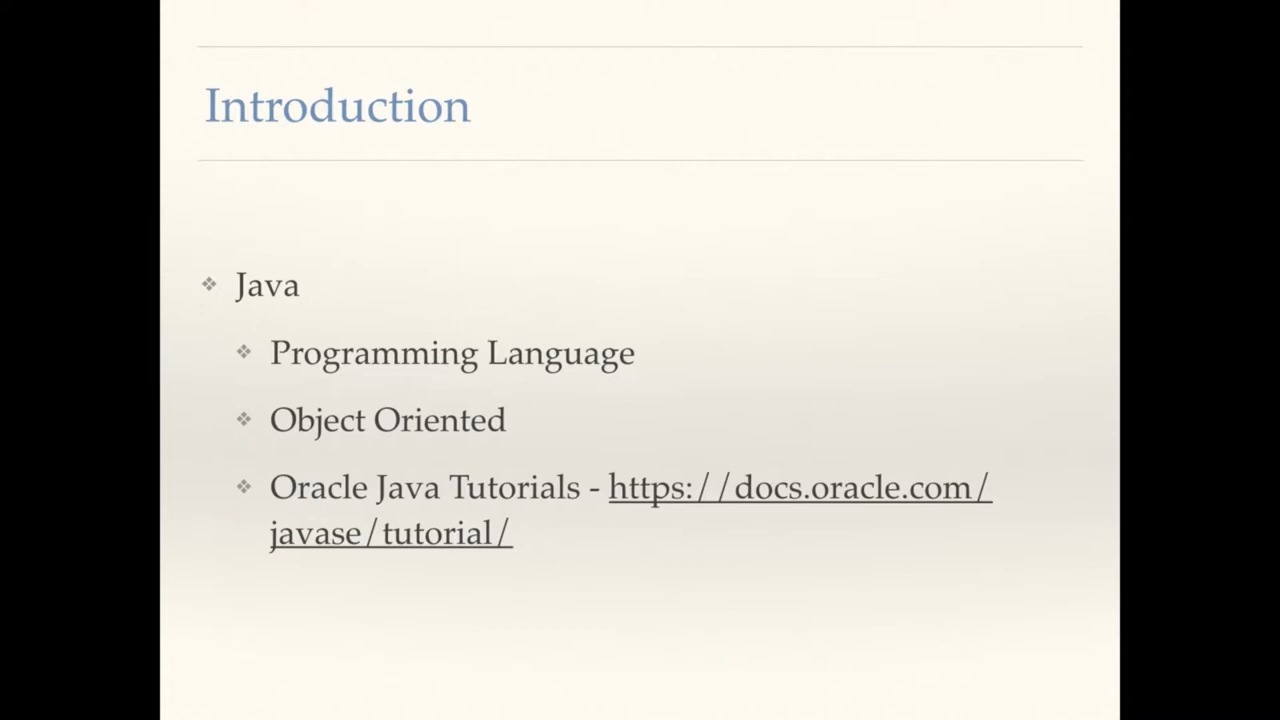 Introduction
Java
Programming Language
Object Oriented
Oracle Java Tutorials - https://docs.oracle.com/
javase/tutorial/